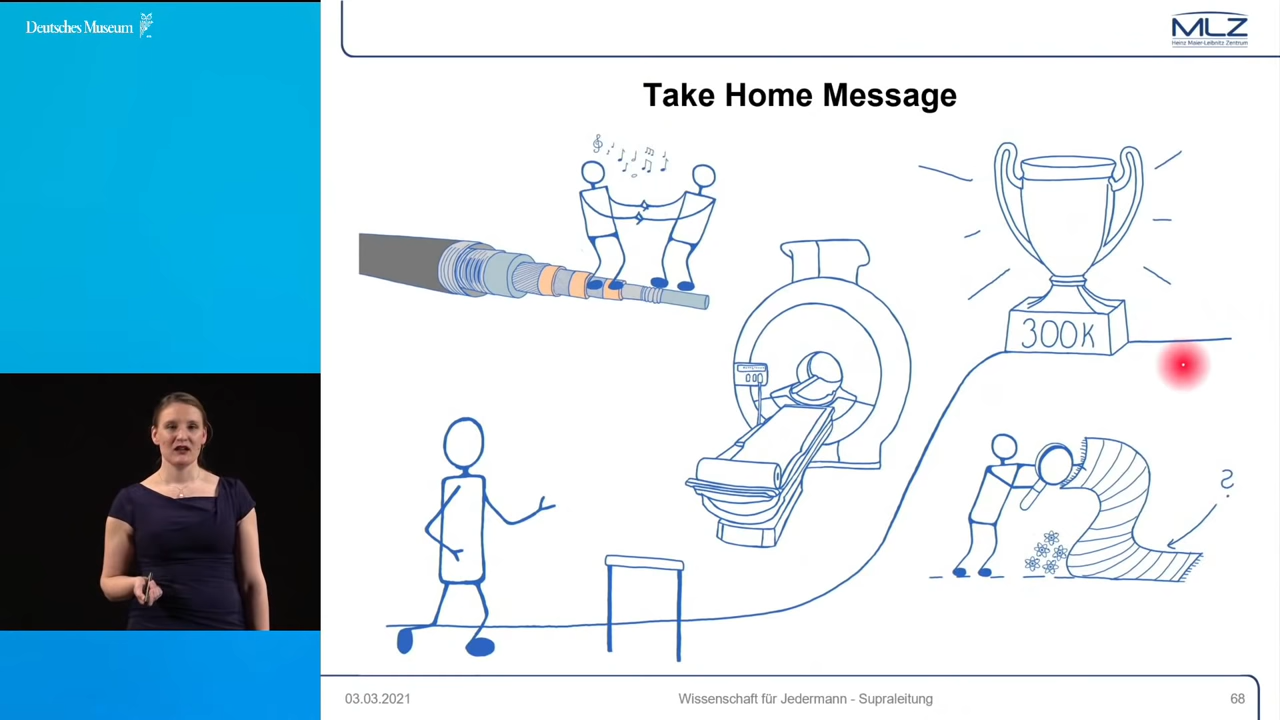 Deutsches Museum
MLZ
Heinz Maier-Leibnitz Zentrum
Take Home Message
300K
?
03.03.2021
Wissenschaft für Jedermann - Supraleitung
68